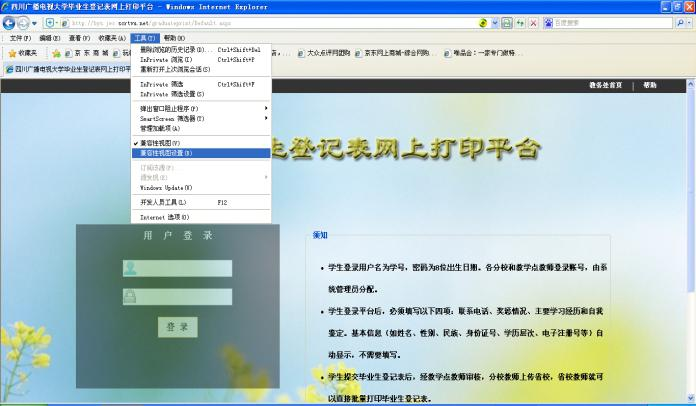 四川广播电视大学毕业生登记表网上打印平台 - Windows Internet Explorer
百度搜索
文件(F) 编辑(E) 查看(V) 收藏夹(A) 工具(T) 帮助(H)
收藏夹 京 东 商 城 大众点评团购 京东网上商城-综合网购... 唯品会:一家专门做特...
四川广播电视大学毕业生登记表网上打印平
删除浏览的历史记录(D)... Ctrl+Shift+Del
InPrivate 浏览(I) Ctrl+Shift+P
重新打开上次浏览会话(S)
InPrivate 筛选 Ctrl+Shift+F
InPrivate 筛选设置(S)
弹出窗口阻止程序(P)
SmartScreen 筛选器(T)
管理加载项(A)
兼容性视图(V)
兼容性视图设置(B)
订阅该源(F)...
源发现(E)
Windows Update(U)
开发人员工具(L) F12
Internet 选项(O)
教务处首页 | 帮助
生登记表网上打印平台
用 户 登 录
登 录
须知
• 学生登录用户名为学号,密码为8位出生日期。各分校和教学点教师登录账号,由系
统管理员分配。
• 学生登录平台后,必须填写以下四项:联系电话、奖惩情况、主要学习经历和自我
鉴定。基本信息(如姓名、性别、民族、身份证号、学历层次、电子注册号等)自
动显示,不需要填写。
• 学生提交毕业生登记表后,经教学点教师审核,分校教师上传省校,省校教师就可
以直接批量打印毕业生登记表。